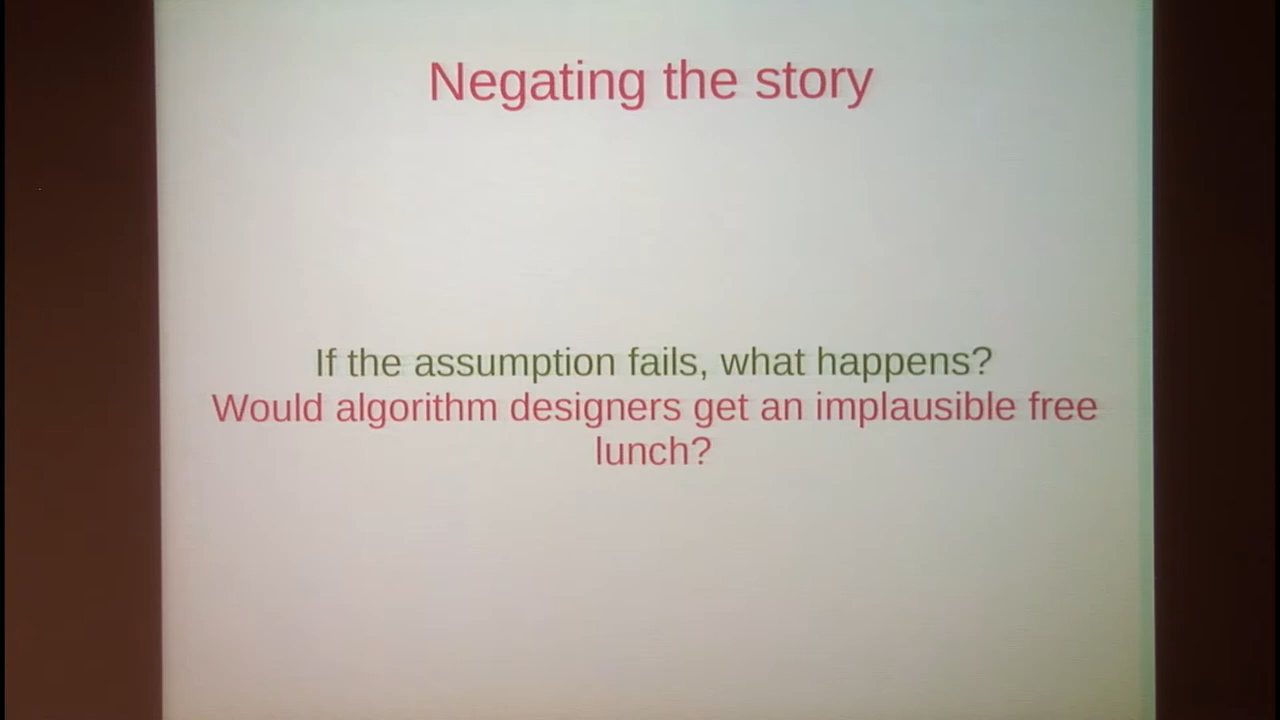 Negating the story
If the assumption fails, what happens?
Would algorithm designers get an implausible free
lunch?